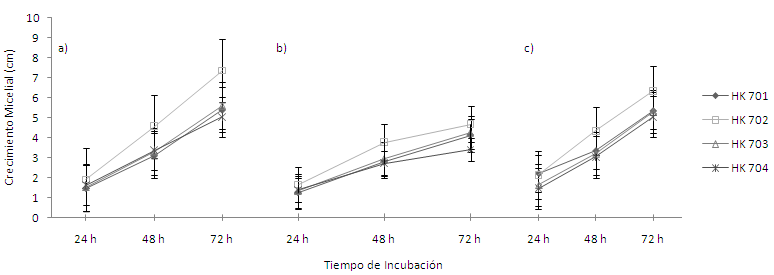 Crecimiento Micelial (cm)
10
9
8
7
6
5
4
3
2
1
0
a)
b)
c)
24 h
48 h
72 h
24 h
48 h
72 h
24 h
48 h
72 h
Tiempo de Incubación
HK 701
HK 702
HK 703
HK 704